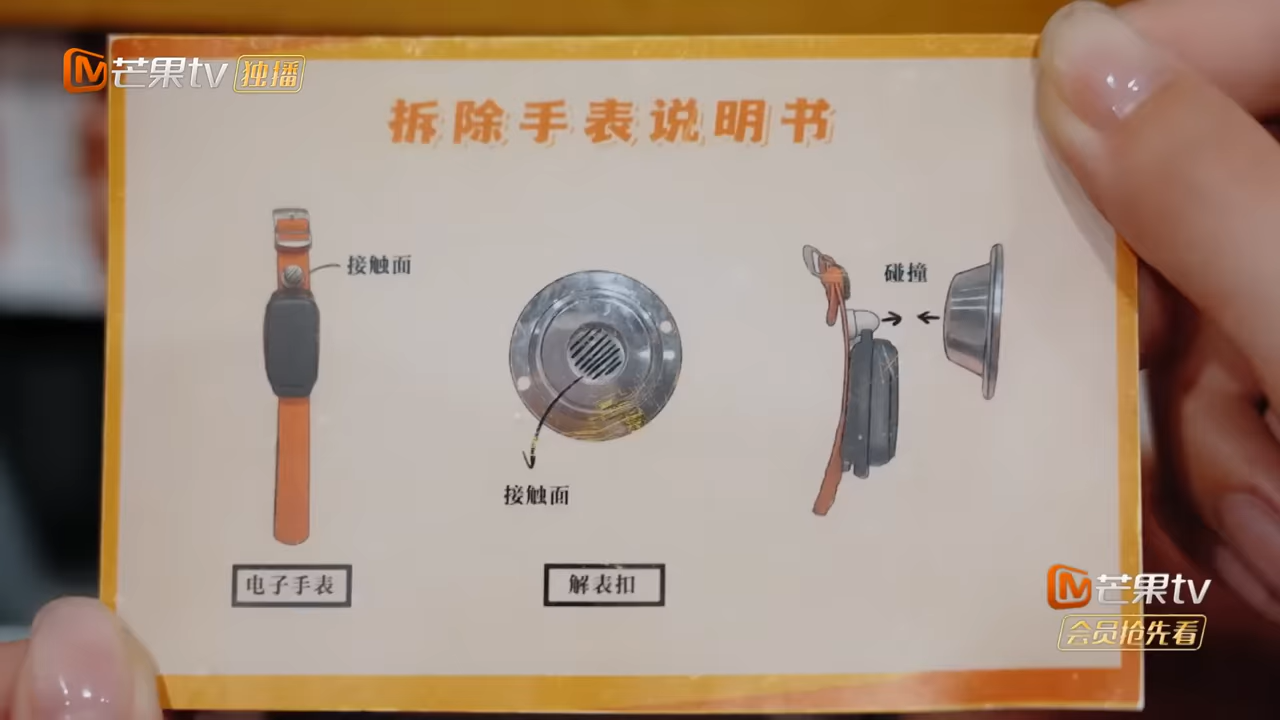 芒果tv 独播
拆除手表说明书
接触面
碰撞
接触面
电子手表
解表扣
芒果tv
会员抢先看